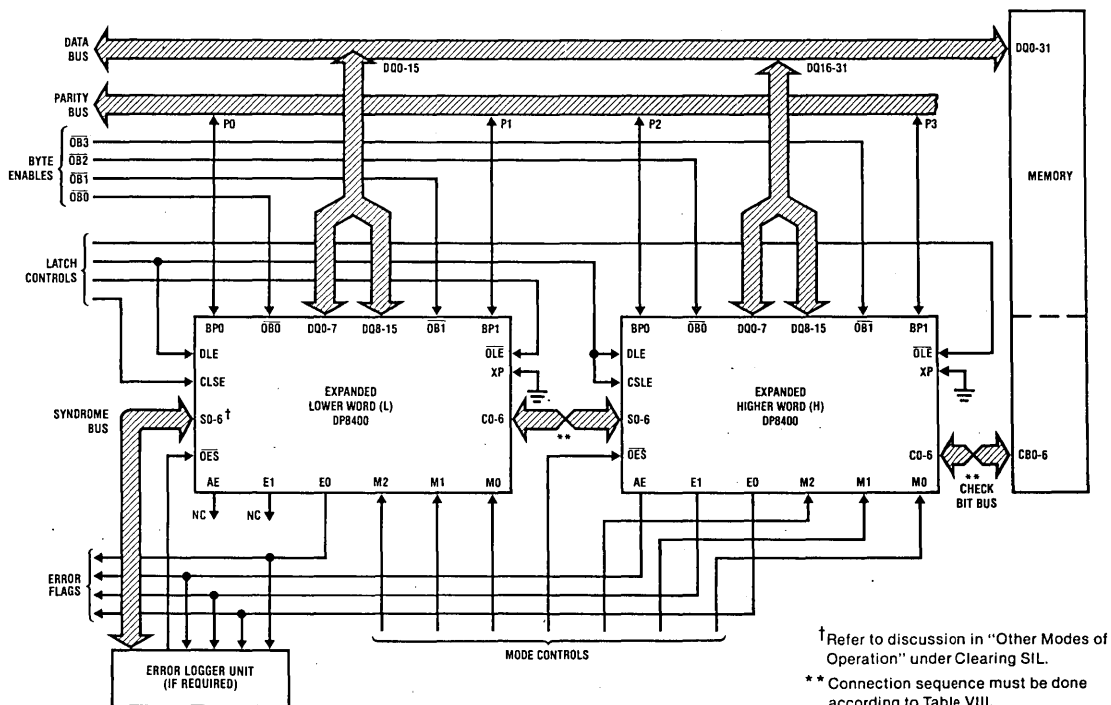 DATA
BUS
DQ0-15
DQ16-31
DQ0-31
PARITY
BUS
P0
P1
P2
P3
BYTE
ENABLES
OB3
OB2
OB1
OB0
MEMORY
LATCH
CONTROLS
BP0 OB0 DQ0-7 DQ8-15 OB1 BP1
DLE
OLE
XP
CLSE
EXPANDED
LOWER WORD (L)
DP8400
S0-6†
C0-6
OES
AE E1 E0 M2 M1 M0
BP0 OB0 DQ0-7 DQ8-15 OB1 BP1
DLE
OLE
XP
CSLE
EXPANDED
HIGHER WORD (H)
DP8400
S0-6
C0-6
OES
AE E1 E0 M2 M1 M0
SYNDROME
BUS
**
**
CHECK
BIT BUS
CB0-6
NC
NC
ERROR
FLAGS
MODE CONTROLS
ERROR LOGGER UNIT
(IF REQUIRED)
†Refer to discussion in "Other Modes of
Operation" under Clearing SIL.
**Connection sequence must be done
according to Table VIII.